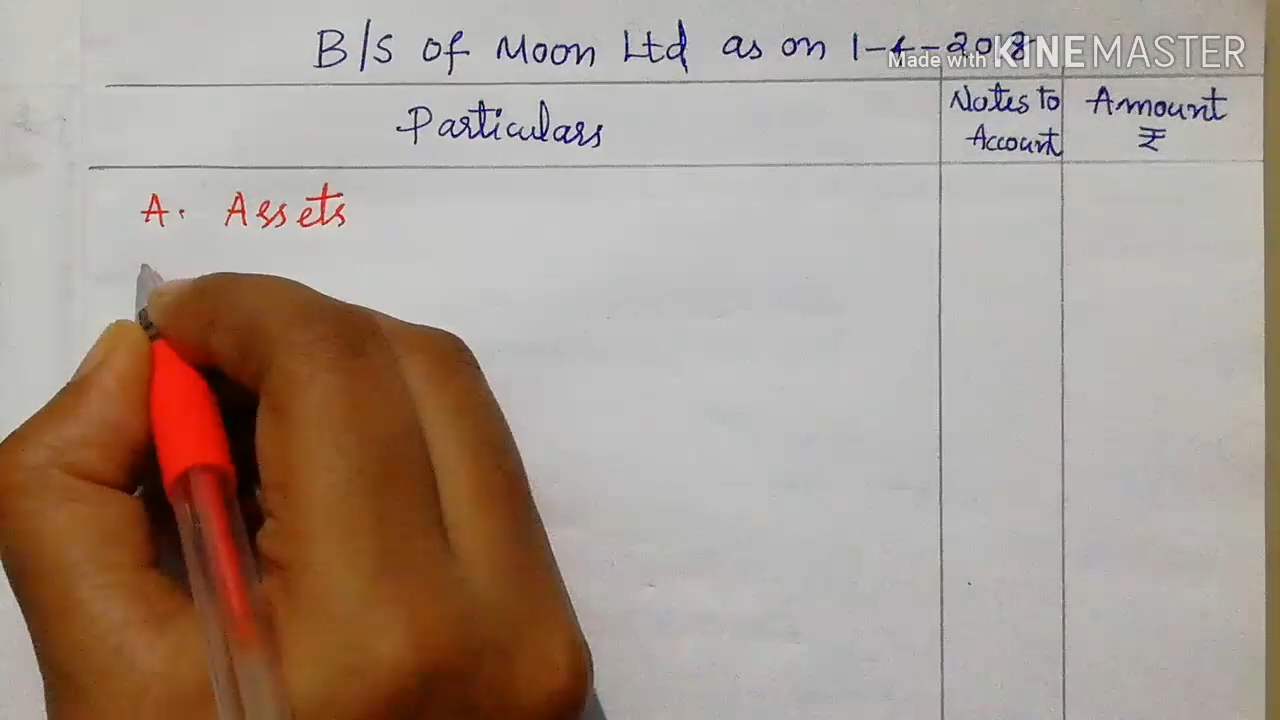 B/S of Moon Ltd as on 1-4-2018
Made with KINEMASTER
Particulars
Notes to Account
Amount ₹
A. Assets